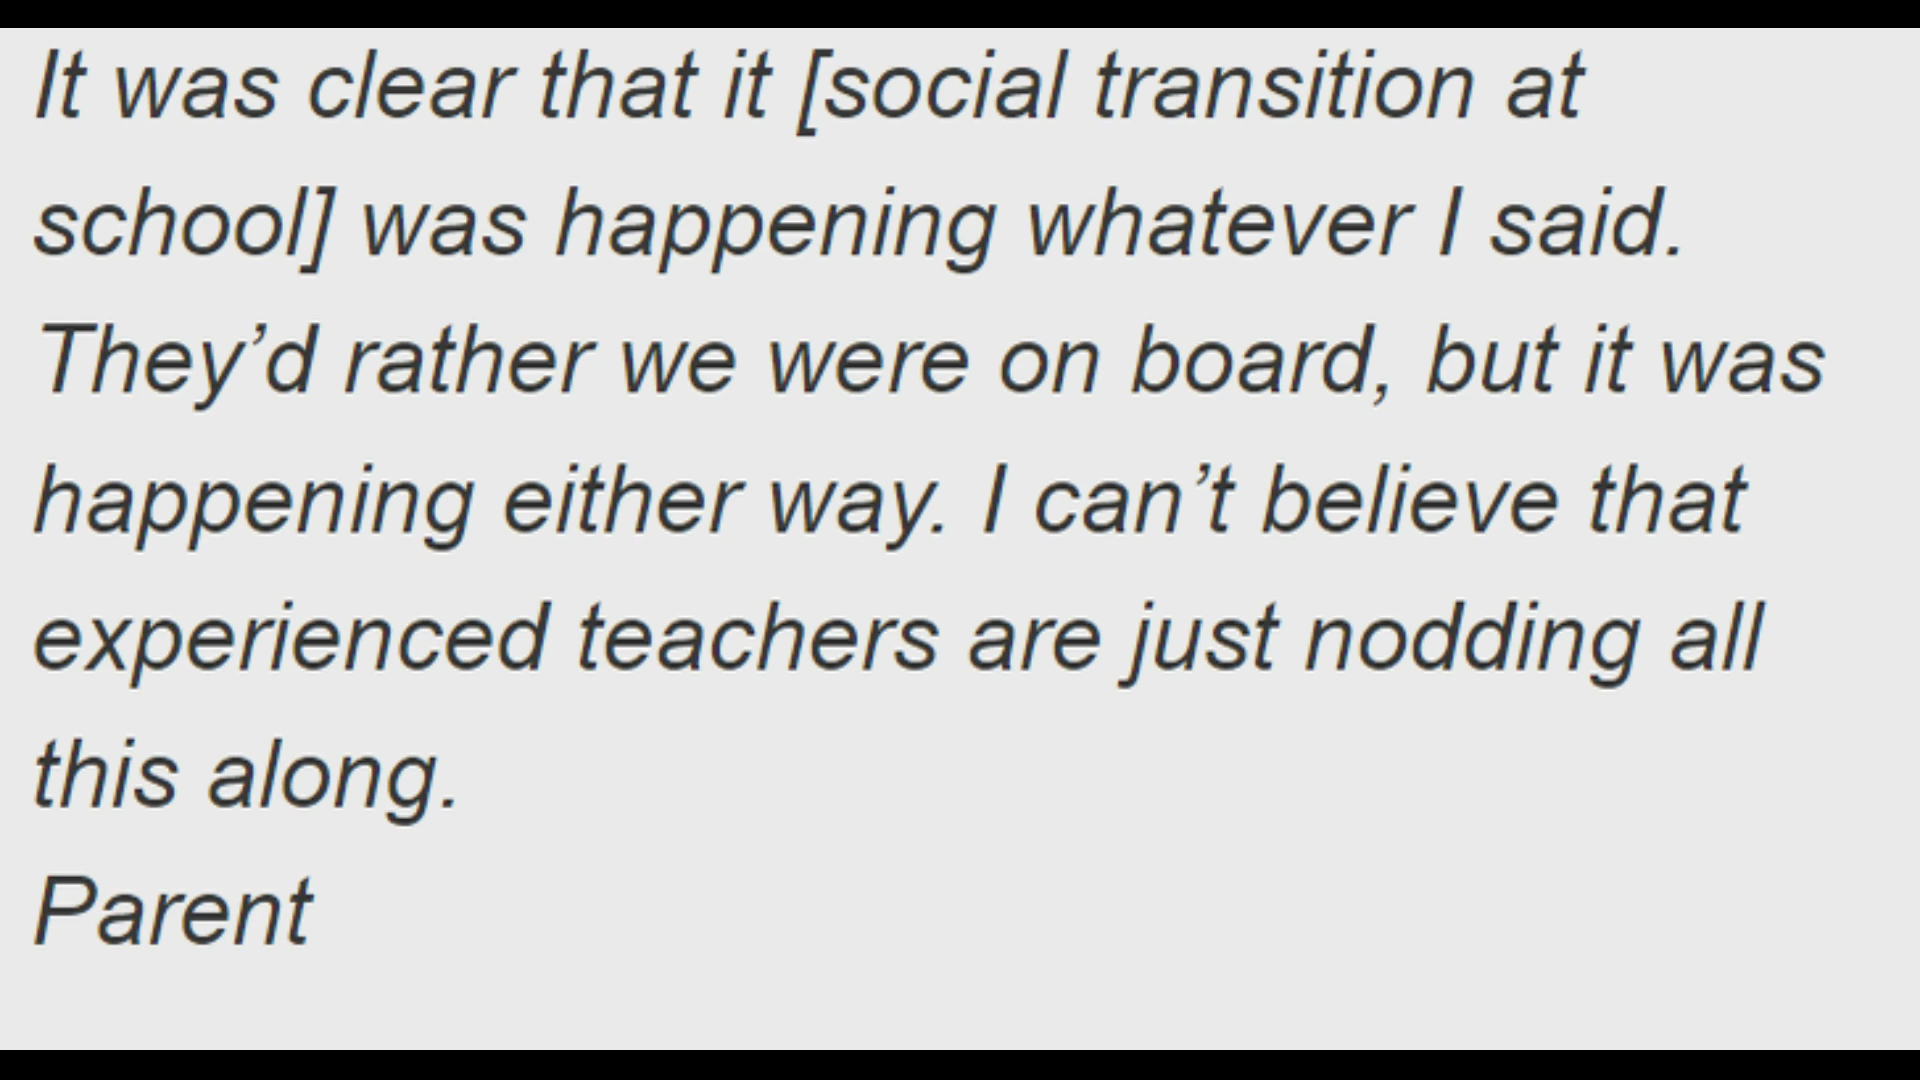 It was clear that it [social transition at
school] was happening whatever I said.
They’d rather we were on board, but it was
happening either way. I can’t believe that
experienced teachers are just nodding all
this along.
Parent